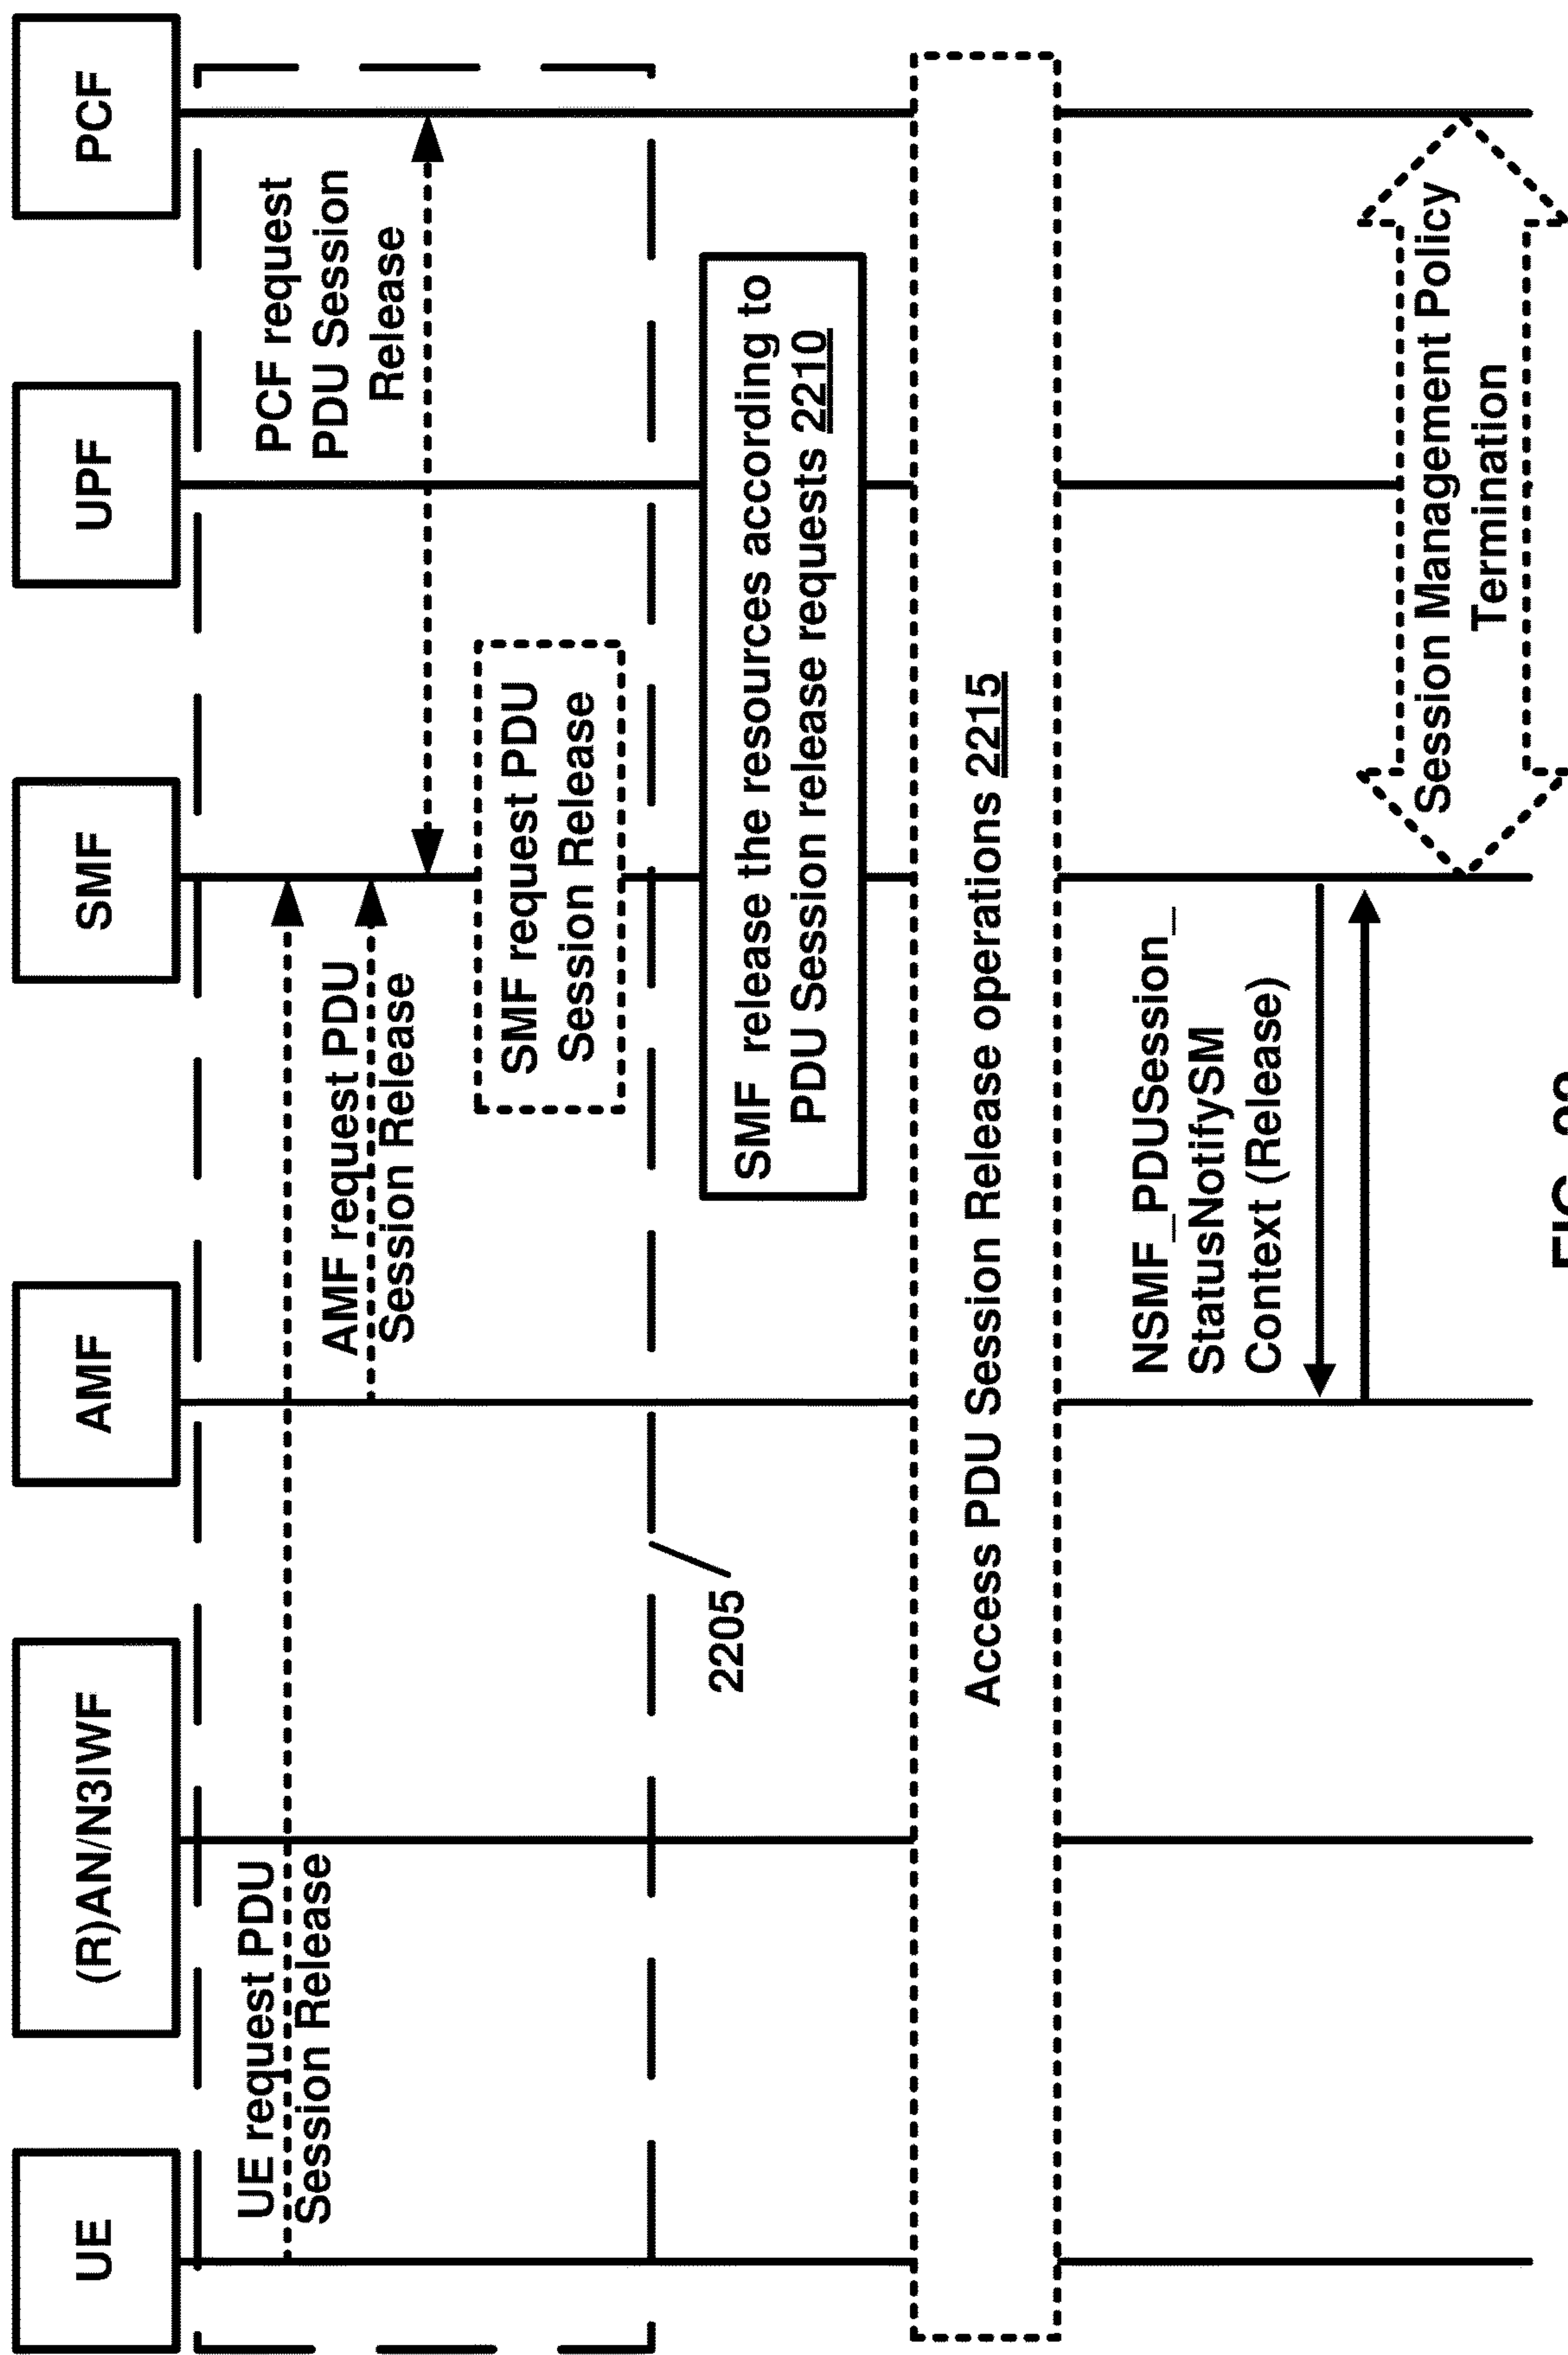 UE
(R)AN/N3IWF
AMF
SMF
UPF
PCF
UE request PDU
Session Release
AMF request PDU
Session Release
PCF request
PDU Session
Release
SMF request PDU
Session Release
2205
SMF release the resources according to
PDU Session release requests 2210
Access PDU Session Release operations 2215
NSMF_PDUSession_
StatusNotifySM
Context (Release)
Session Management Policy
Termination